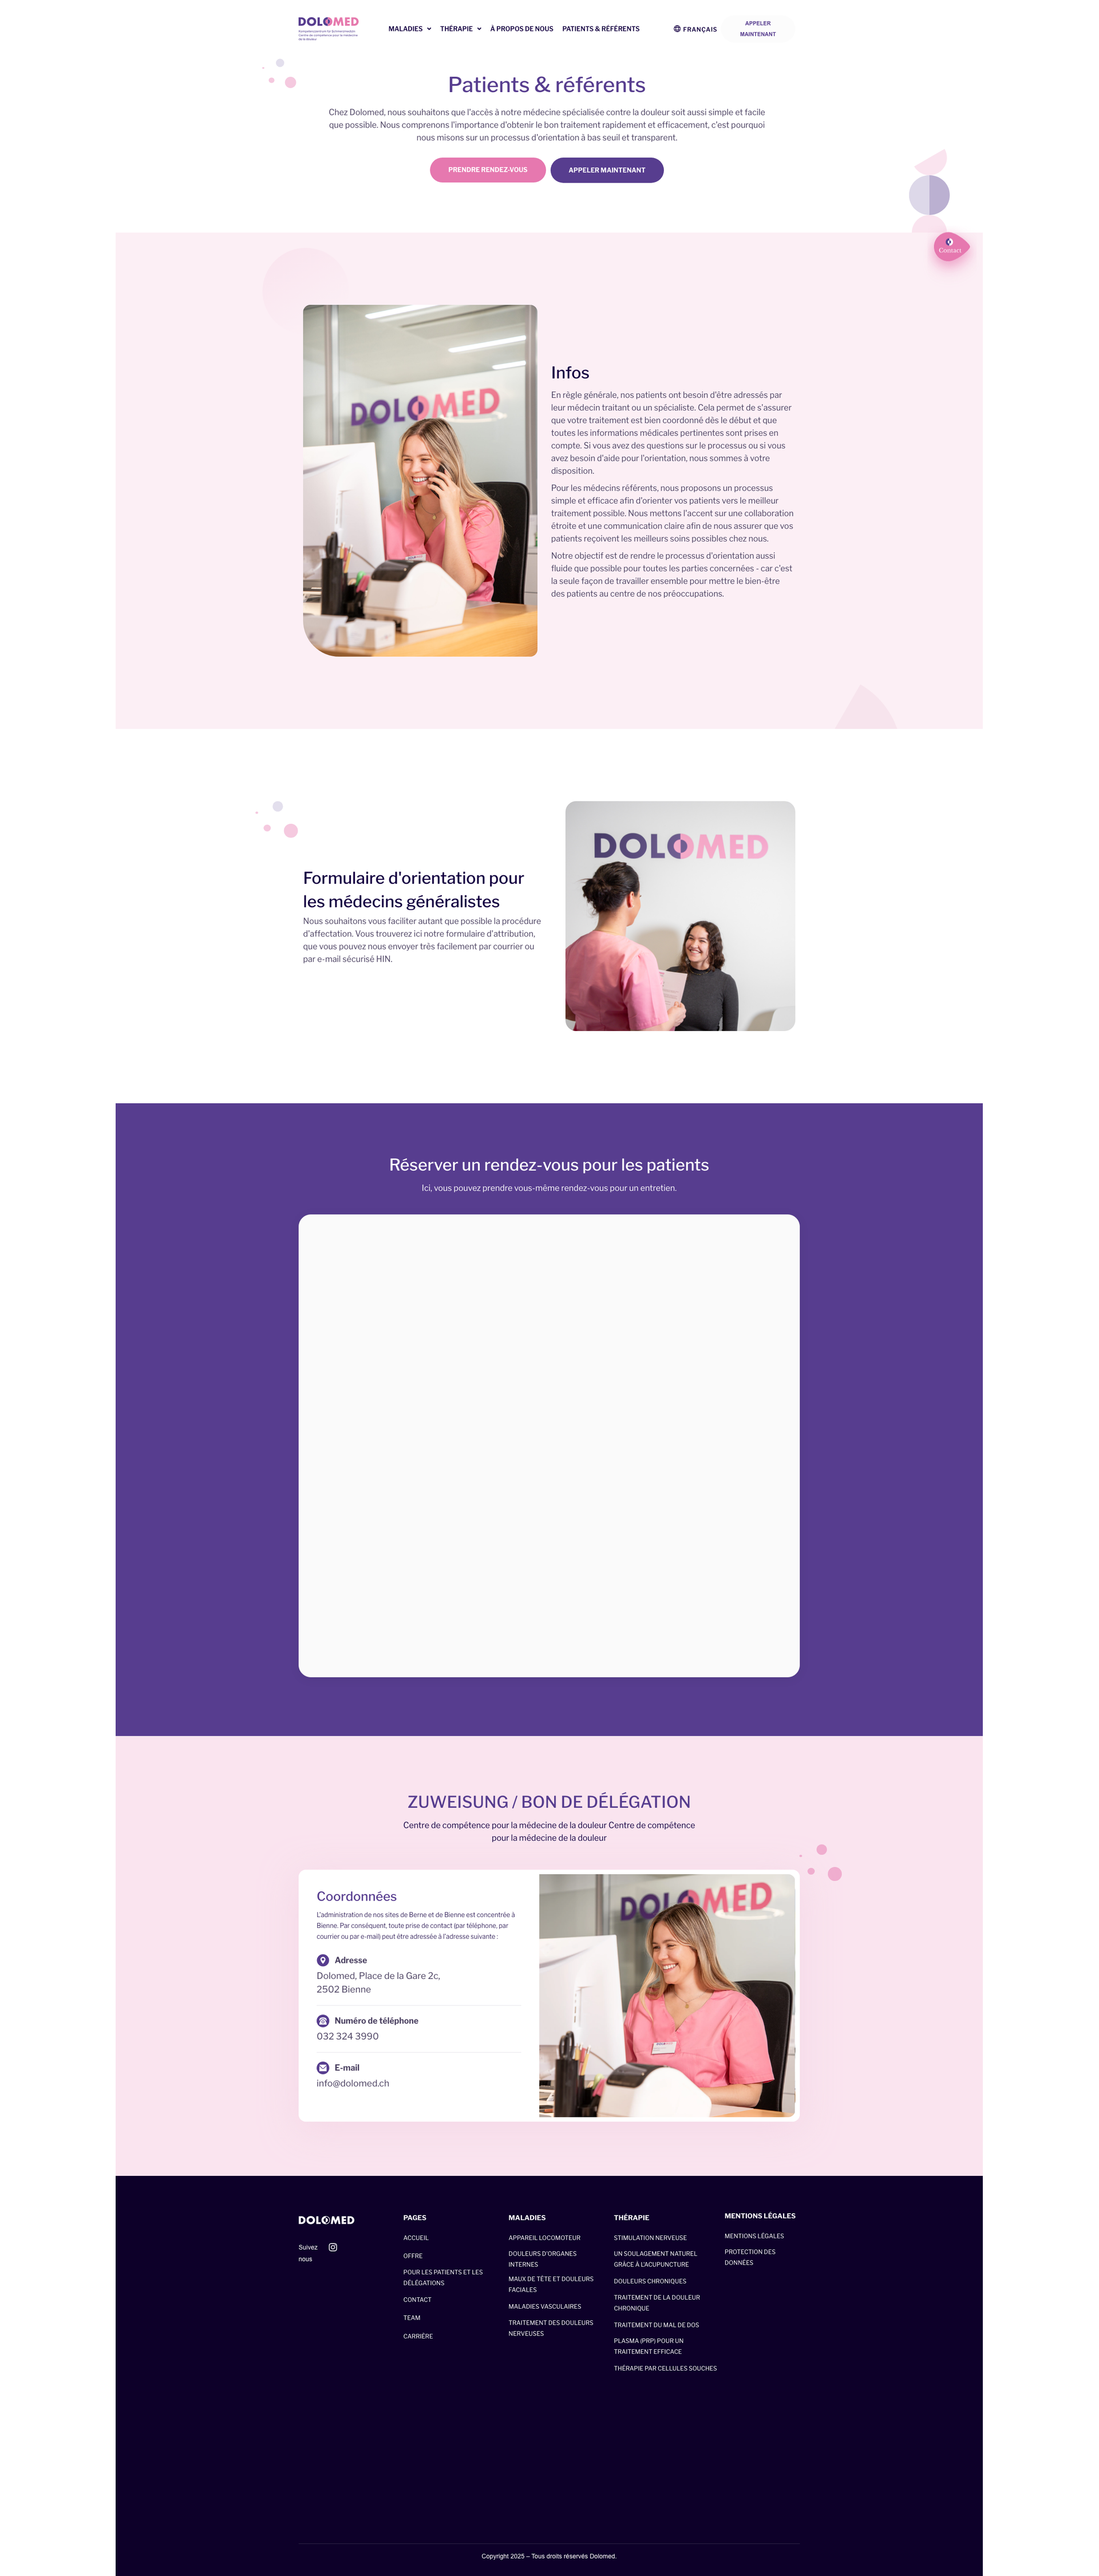 DOLOMED
MALADIES
THÉRAPIE
À PROPOS DE NOUS
PATIENTS & RÉFÉRENTS
FRANÇAIS
APPELER
MAINTENANT
Patients & référents
Chez Dolomed, nous souhaitons que l'accès à notre médecine spécialisée contre la douleur soit aussi simple et facile
que possible. Nous comprenons l'importance d'obtenir le bon traitement rapidement et efficacement, c'est pourquoi
nous misons sur un processus d'orientation à bas seuil et transparent.
PRENDRE RENDEZ-VOUS
APPELER MAINTENANT
Contact
DOLOMED
Infos
En règle générale, nos patients ont besoin d'être adressés par
leur médecin traitant ou un spécialiste. Cela permet de s'assurer
que votre traitement est bien coordonné dès le début et que
toutes les informations médicales pertinentes sont prises en
compte. Si vous avez des questions sur le processus ou si vous
avez besoin d'aide pour l'orientation, nous sommes à votre
disposition.
Pour les médecins référents, nous proposons un processus
simple et efficace afin d'orienter vos patients vers le meilleur
traitement possible. Nous mettons l'accent sur une collaboration
étroite et une communication claire afin de nous assurer que vos
patients reçoivent les meilleurs soins possibles chez nous.
Notre objectif est de rendre le processus d'orientation aussi
fluide que possible pour toutes les parties concernées - car c'est
la seule façon de travailler ensemble pour mettre le bien-être
des patients au centre de nos préoccupations.
Formulaire d'orientation pour
les médecins généralistes
Nous souhaitons vous faciliter autant que possible la procédure
d'affectation. Vous trouverez ici notre formulaire d'attribution,
que vous pouvez nous envoyer très facilement par courrier ou
par e-mail sécurisé HIN.
DOLOMED
Réserver un rendez-vous pour les patients
Ici, vous pouvez prendre vous-même rendez-vous pour un entretien.
ZUWEISUNG / BON DE DÉLÉGATION
Centre de compétence pour la médecine de la douleur Centre de compétence
pour la médecine de la douleur
Coordonnées
L'administration de nos sites de Berne et de Bienne est concentrée à
Bienne. Par conséquent, toute prise de contact (par téléphone, par
courrier ou par e-mail) peut être adressée à l'adresse suivante :
Adresse
Dolomed, Place de la Gare 2c,
2502 Bienne
Numéro de téléphone
032 324 3990
E-mail
info@dolomed.ch
DOLOMED
DOLOMED
Suivez
nous
PAGES
ACCUEIL
OFFRE
POUR LES PATIENTS ET LES
DÉLÉGATIONS
CONTACT
TEAM
CARRIÈRE
MALADIES
APPAREIL LOCOMOTEUR
DOULEURS D'ORGANES
INTERNES
MAUX DE TÊTE ET DOULEURS
FACIALES
MALADIES VASCULAIRES
TRAITEMENT DES DOULEURS
NERVEUSES
THÉRAPIE
STIMULATION NERVEUSE
UN SOULAGEMENT NATUREL
GRÂCE À L'ACUPUNCTURE
DOULEURS CHRONIQUES
TRAITEMENT DE LA DOULEUR
CHRONIQUE
TRAITEMENT DU MAL DE DOS
PLASMA (PRP) POUR UN
TRAITEMENT EFFICACE
THÉRAPIE PAR CELLULES SOUCHES
MENTIONS LÉGALES
MENTIONS LÉGALES
PROTECTION DES
DONNÉES
Copyright 2025 – Tous droits réservés Dolomed.